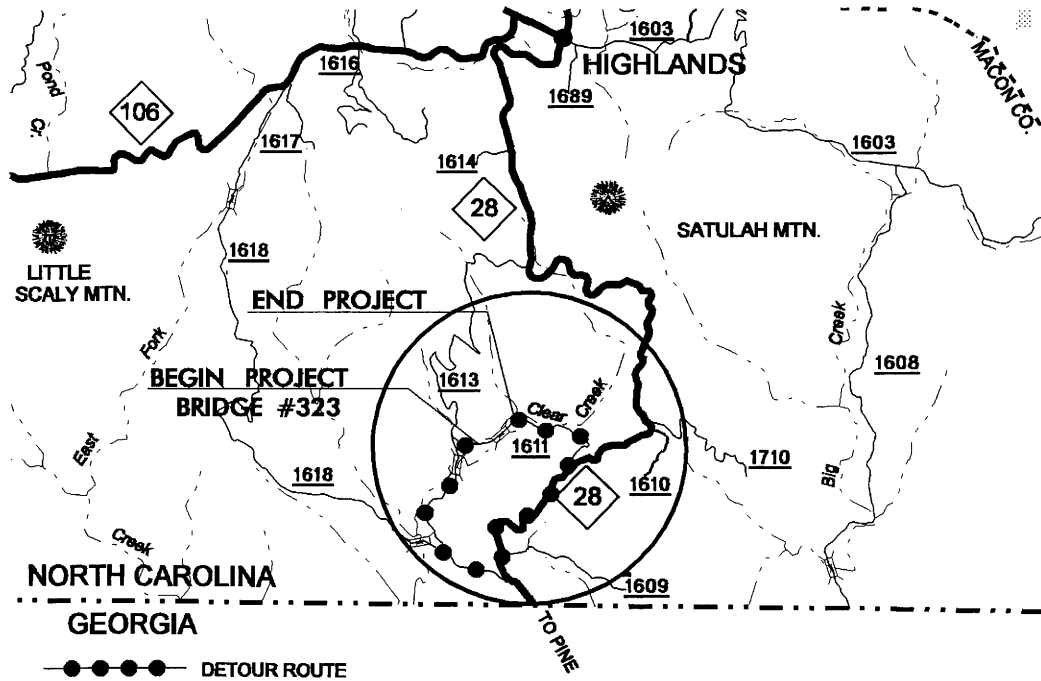 1603
HIGHLANDS
MACON CO.
Pond
Cr.
1616
1689
106
1617
1603
1614
28
SATULAH MTN.
1618
LITTLE
SCALY MTN.
END PROJECT
Fork
Creek
1608
BEGIN PROJECT
BRIDGE #323
1613
Clear Creek
1611
East
1618
1710
Big
28
1610
Creek
NORTH CAROLINA
1609
GEORGIA
TO PINE
DETOUR ROUTE